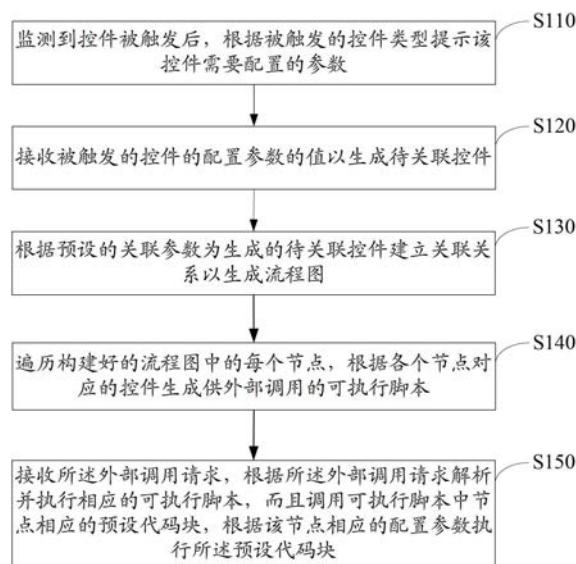 S110
监测到控件被触发后，根据被触发的控件类型提示该
控件需要配置的参数
S120
接收被触发的控件的配置参数的值以生成待关联控件
S130
根据预设的关联参数为生成的待关联控件建立关联关
系以生成流程图
S140
遍历构建好的流程图中的每个节点，根据各个节点对
应的控件生成供外部调用的可执行脚本
S150
接收所述外部调用请求，根据所述外部调用请求解析
并执行相应的可执行脚本，而且调用可执行脚本中节
点相应的预设代码块，根据该节点相应的配置参数执
行所述预设代码块